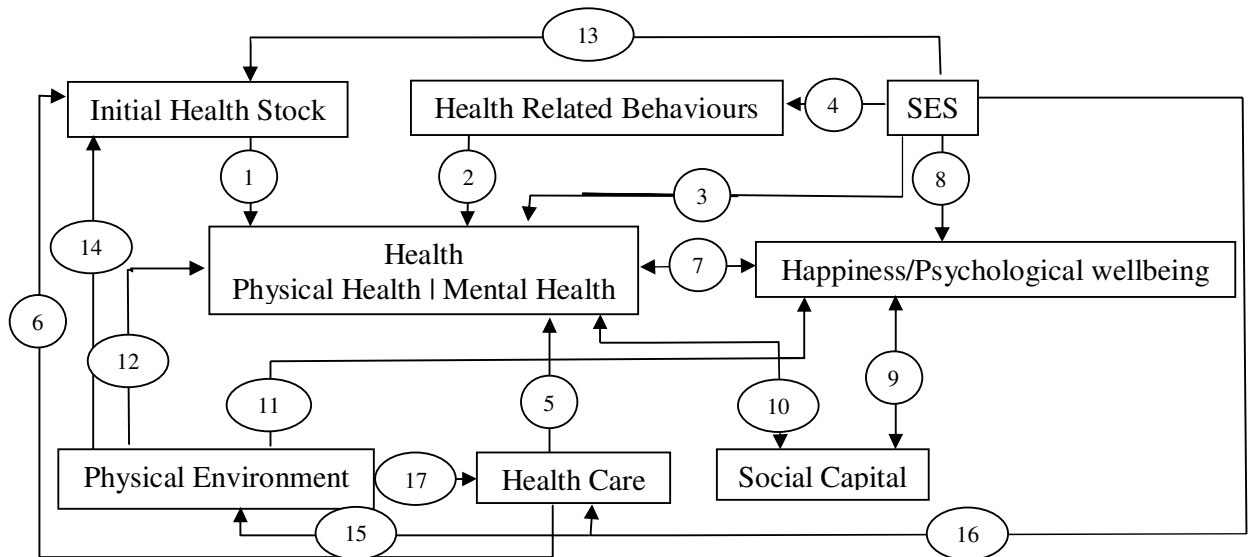 13
Initial Health Stock
Health Related Behaviours
4
SES
1
2
3
8
14
Health
Physical Health | Mental Health
7
Happiness/Psychological wellbeing
6
12
11
5
10
9
Physical Environment
17
Health Care
Social Capital
15
16